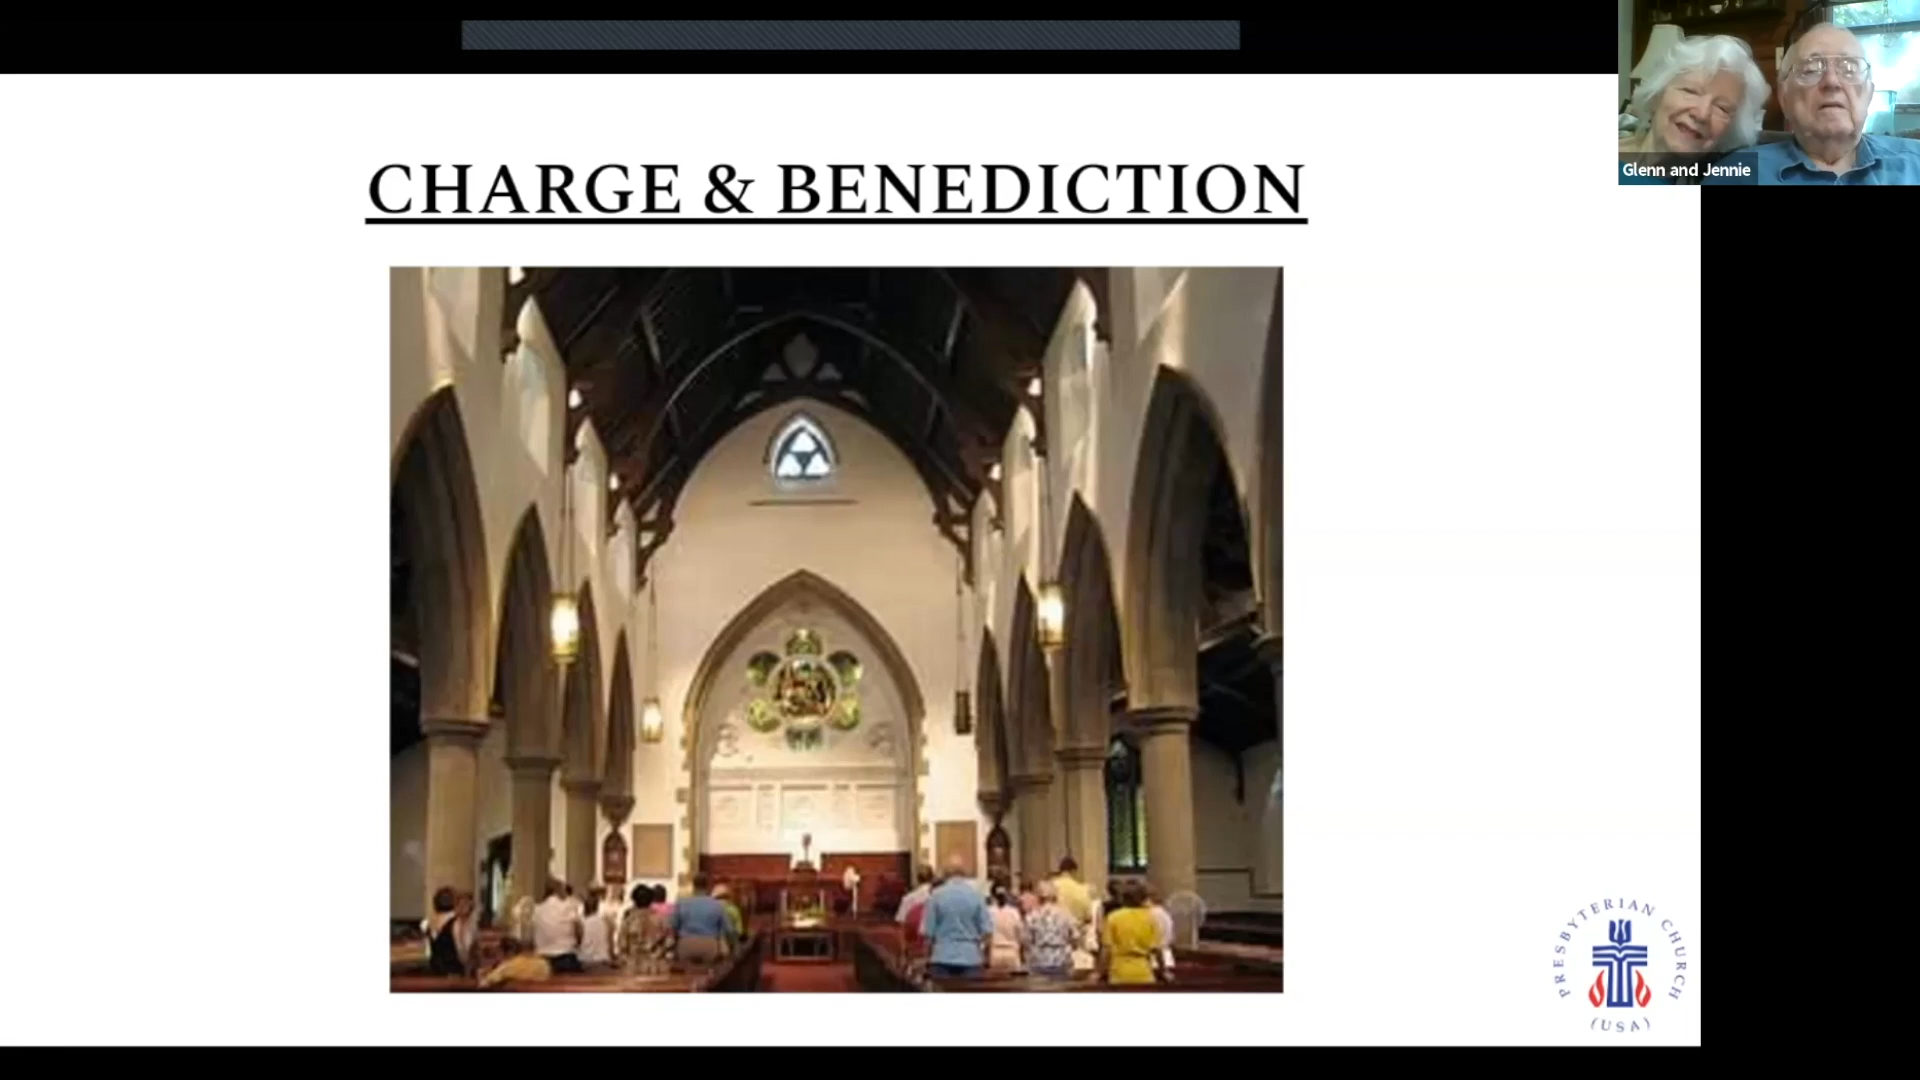 CHARGE & BENEDICTION
Glenn and Jennie
PRESBYTERIAN CHURCH
(USA)